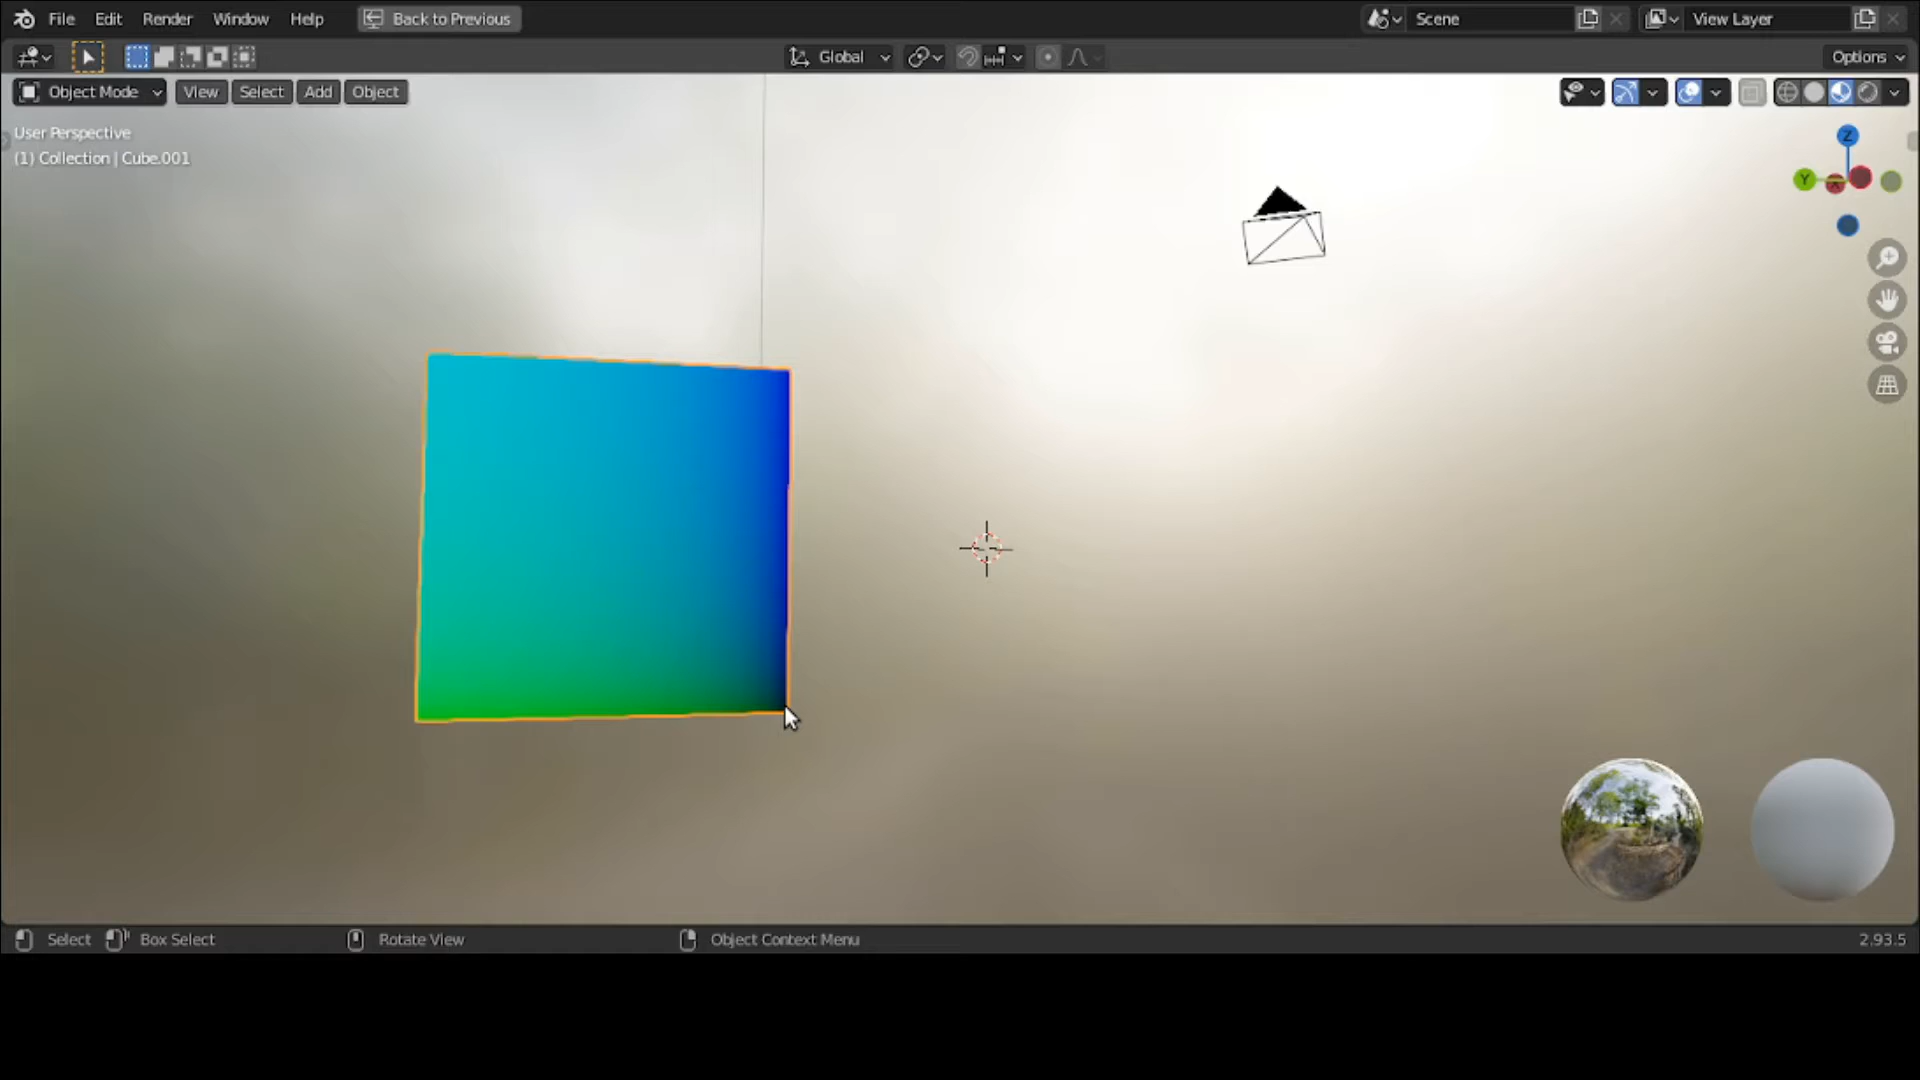 File Edit Render Window Help Back to Previous Scene View Layer
Global Options
Object Mode View Select Add Object
User Perspective
(1) Collection | Cube.001
Z
Y
X
Select Box Select Rotate View Object Context Menu 2.93.5